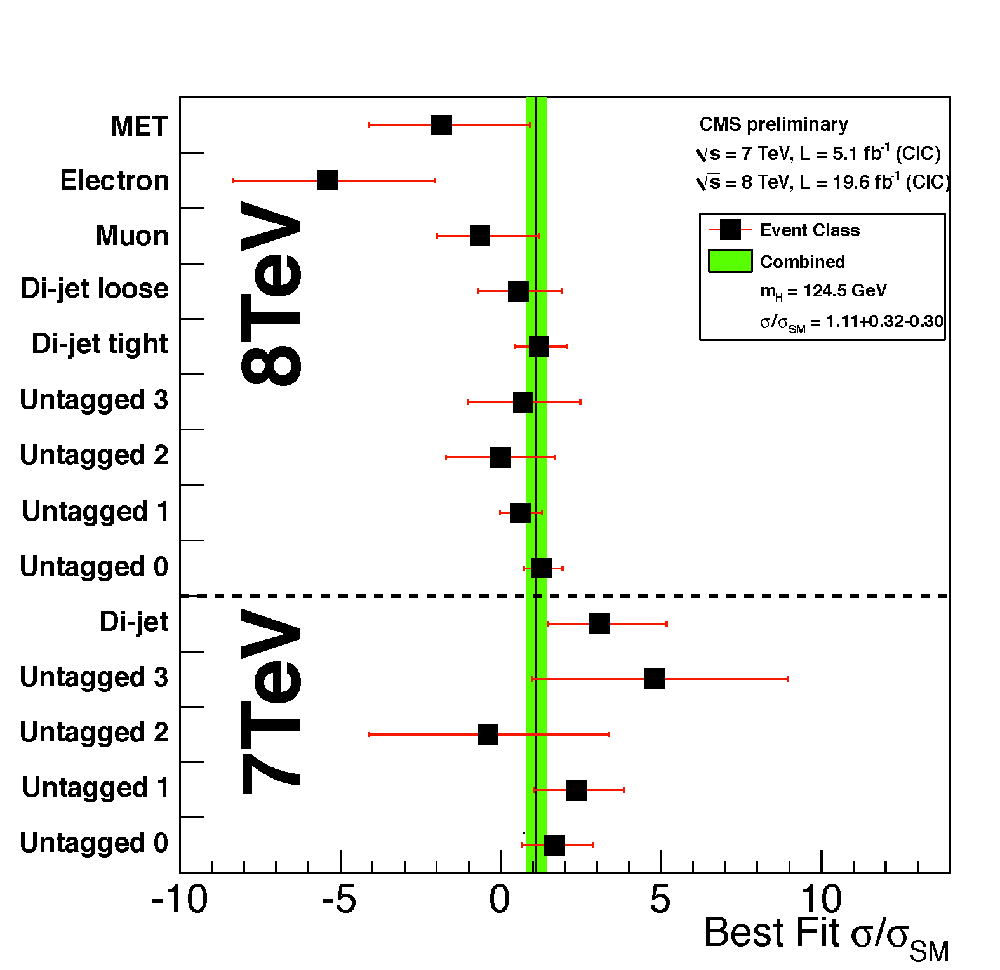 CMS preliminary
√s = 7 TeV, L = 5.1 fb-1 (CIC)
√s = 8 TeV, L = 19.6 fb-1 (CIC)
Event Class
Combined
mH = 124.5 GeV
σ/σSM = 1.11+0.32-0.30
8TeV
MET
Electron
Muon
Di-jet loose
Di-jet tight
Untagged 3
Untagged 2
Untagged 1
Untagged 0
7TeV
Di-jet
Untagged 3
Untagged 2
Untagged 1
Untagged 0
-10 -5 0 5 10
Best Fit σ/σSM